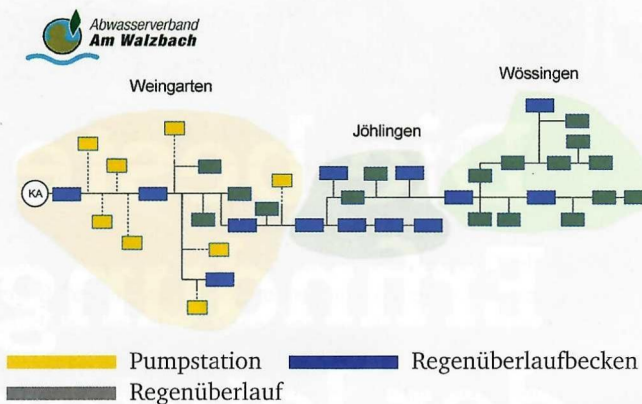 Abwasserverband
Am Walzbach
Weingarten
Jöhlingen
Wössingen
KA
Pumpstation
Regenüberlaufbecken
Regenüberlauf